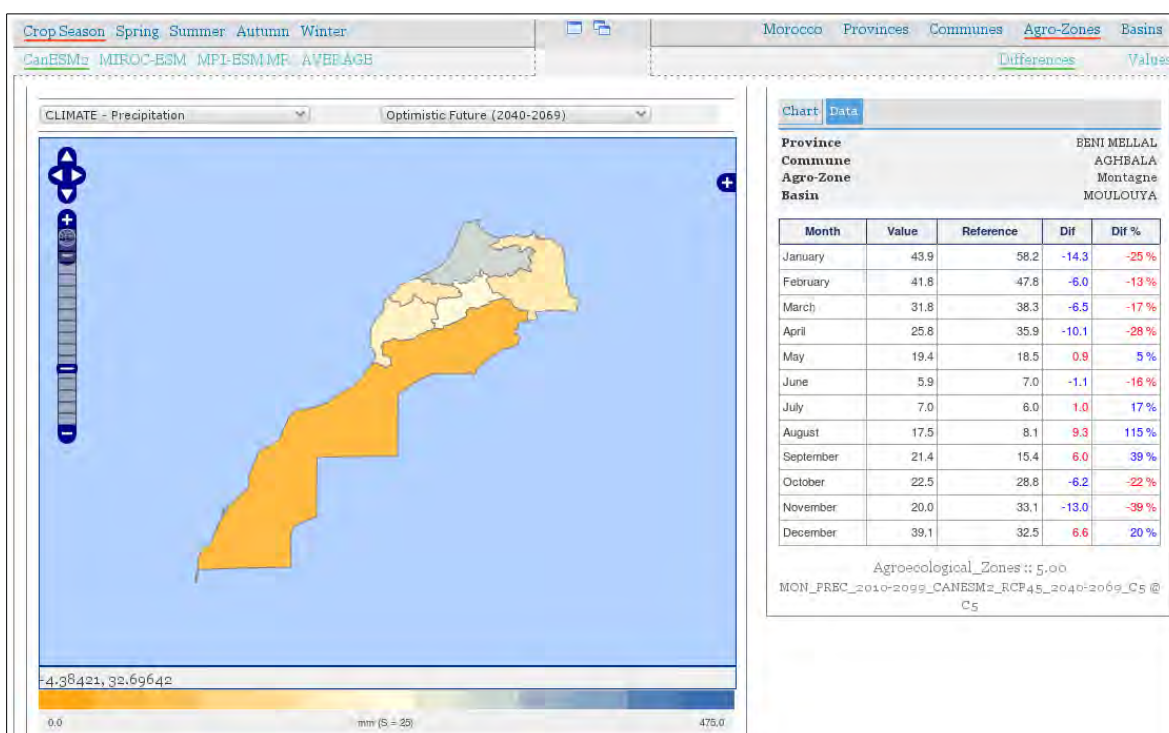 Crop Season Spring Summer Autumn Winter
Morocco Provinces Communes Agro-Zones Basins
CanESM2 MIROC-ESM MPI-ESM MR AVERAGE
Differences Values
CLIMATE - Precipitation
Optimistic Future (2040-2069)
-4.38421, 32.69642
0.0 mm (S = 25) 475.0
Chart Data
Province BENI MELLAL
Commune AGHBALA
Agro-Zone Montagne
Basin MOULOUYA
Month Value Reference Dif Dif %
January 43.9 58.2 -14.3 -25 %
February 41.8 47.8 -6.0 -13 %
March 31.8 38.3 -6.5 -17 %
April 25.8 35.9 -10.1 -28 %
May 19.4 18.5 0.9 5 %
June 5.9 7.0 -1.1 -16 %
July 7.0 6.0 1.0 17 %
August 17.5 8.1 9.3 115 %
September 21.4 15.4 6.0 39 %
October 22.5 28.8 -6.2 -22 %
November 20.0 33.1 -13.0 -39 %
December 39.1 32.5 6.6 20 %
Agroecological_Zones :: 5.00
MON_PREC_2010-2099_CANESM2_RCP45_2040-2069_C5 @
C5